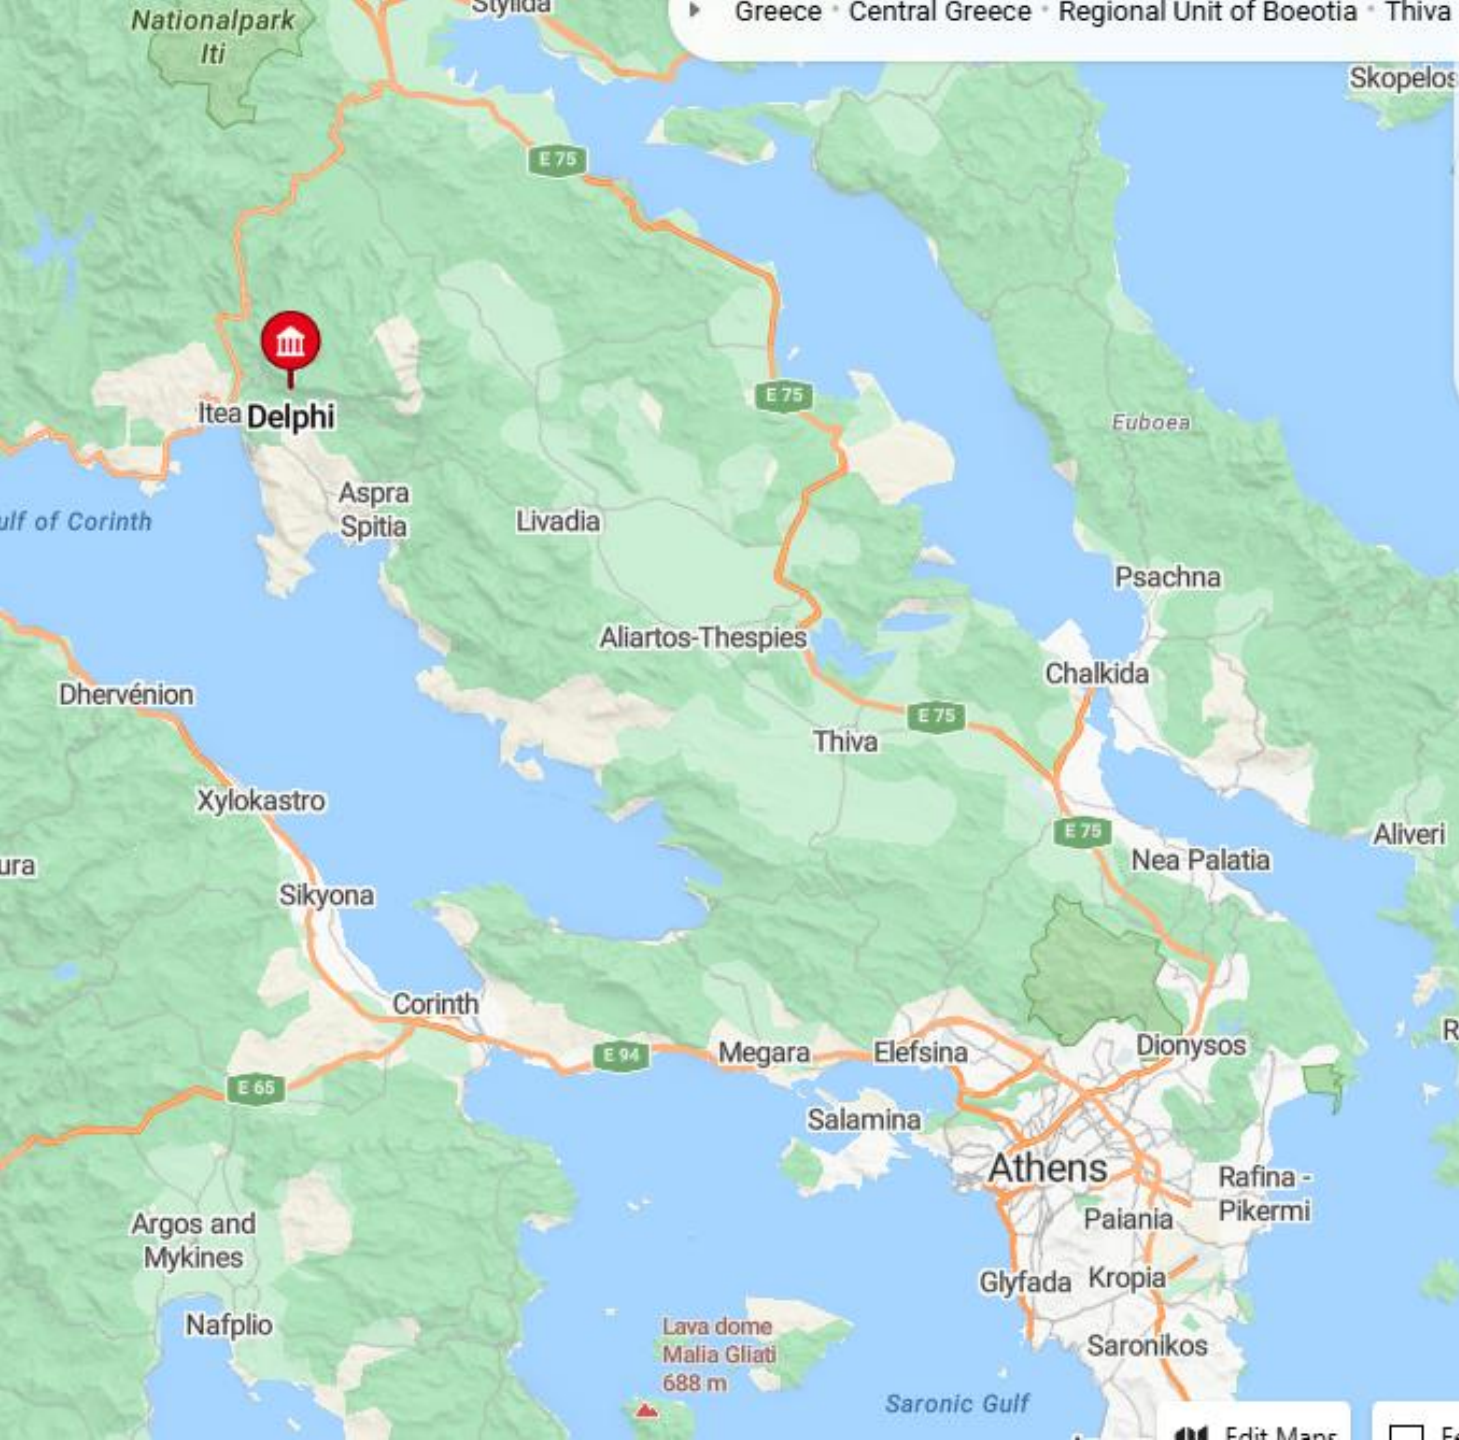 Stylida
Greece • Central Greece • Regional Unit of Boeotia • Thiva
Nationalpark
Iti
Skopelos
E 75
E 75
Itea
Delphi
Euboea
Aspra
Spitia
ulf of Corinth
Livadia
Psachna
Aliartos-Thespies
Chalkida
Dhervénion
E 75
Thiva
Xylokastro
E 75
Aliveri
Nea Palatia
ura
Sikyona
Corinth
R
E 94
Megara
Elefsina
Dionysos
E 65
Salamina
Athens
Rafina -
Pikermi
Paiania
Argos and
Mykines
Glyfada
Kropia
Nafplio
Lava dome
Malia Gliati
688 m
Saronikos
Saronic Gulf
Edit Maps